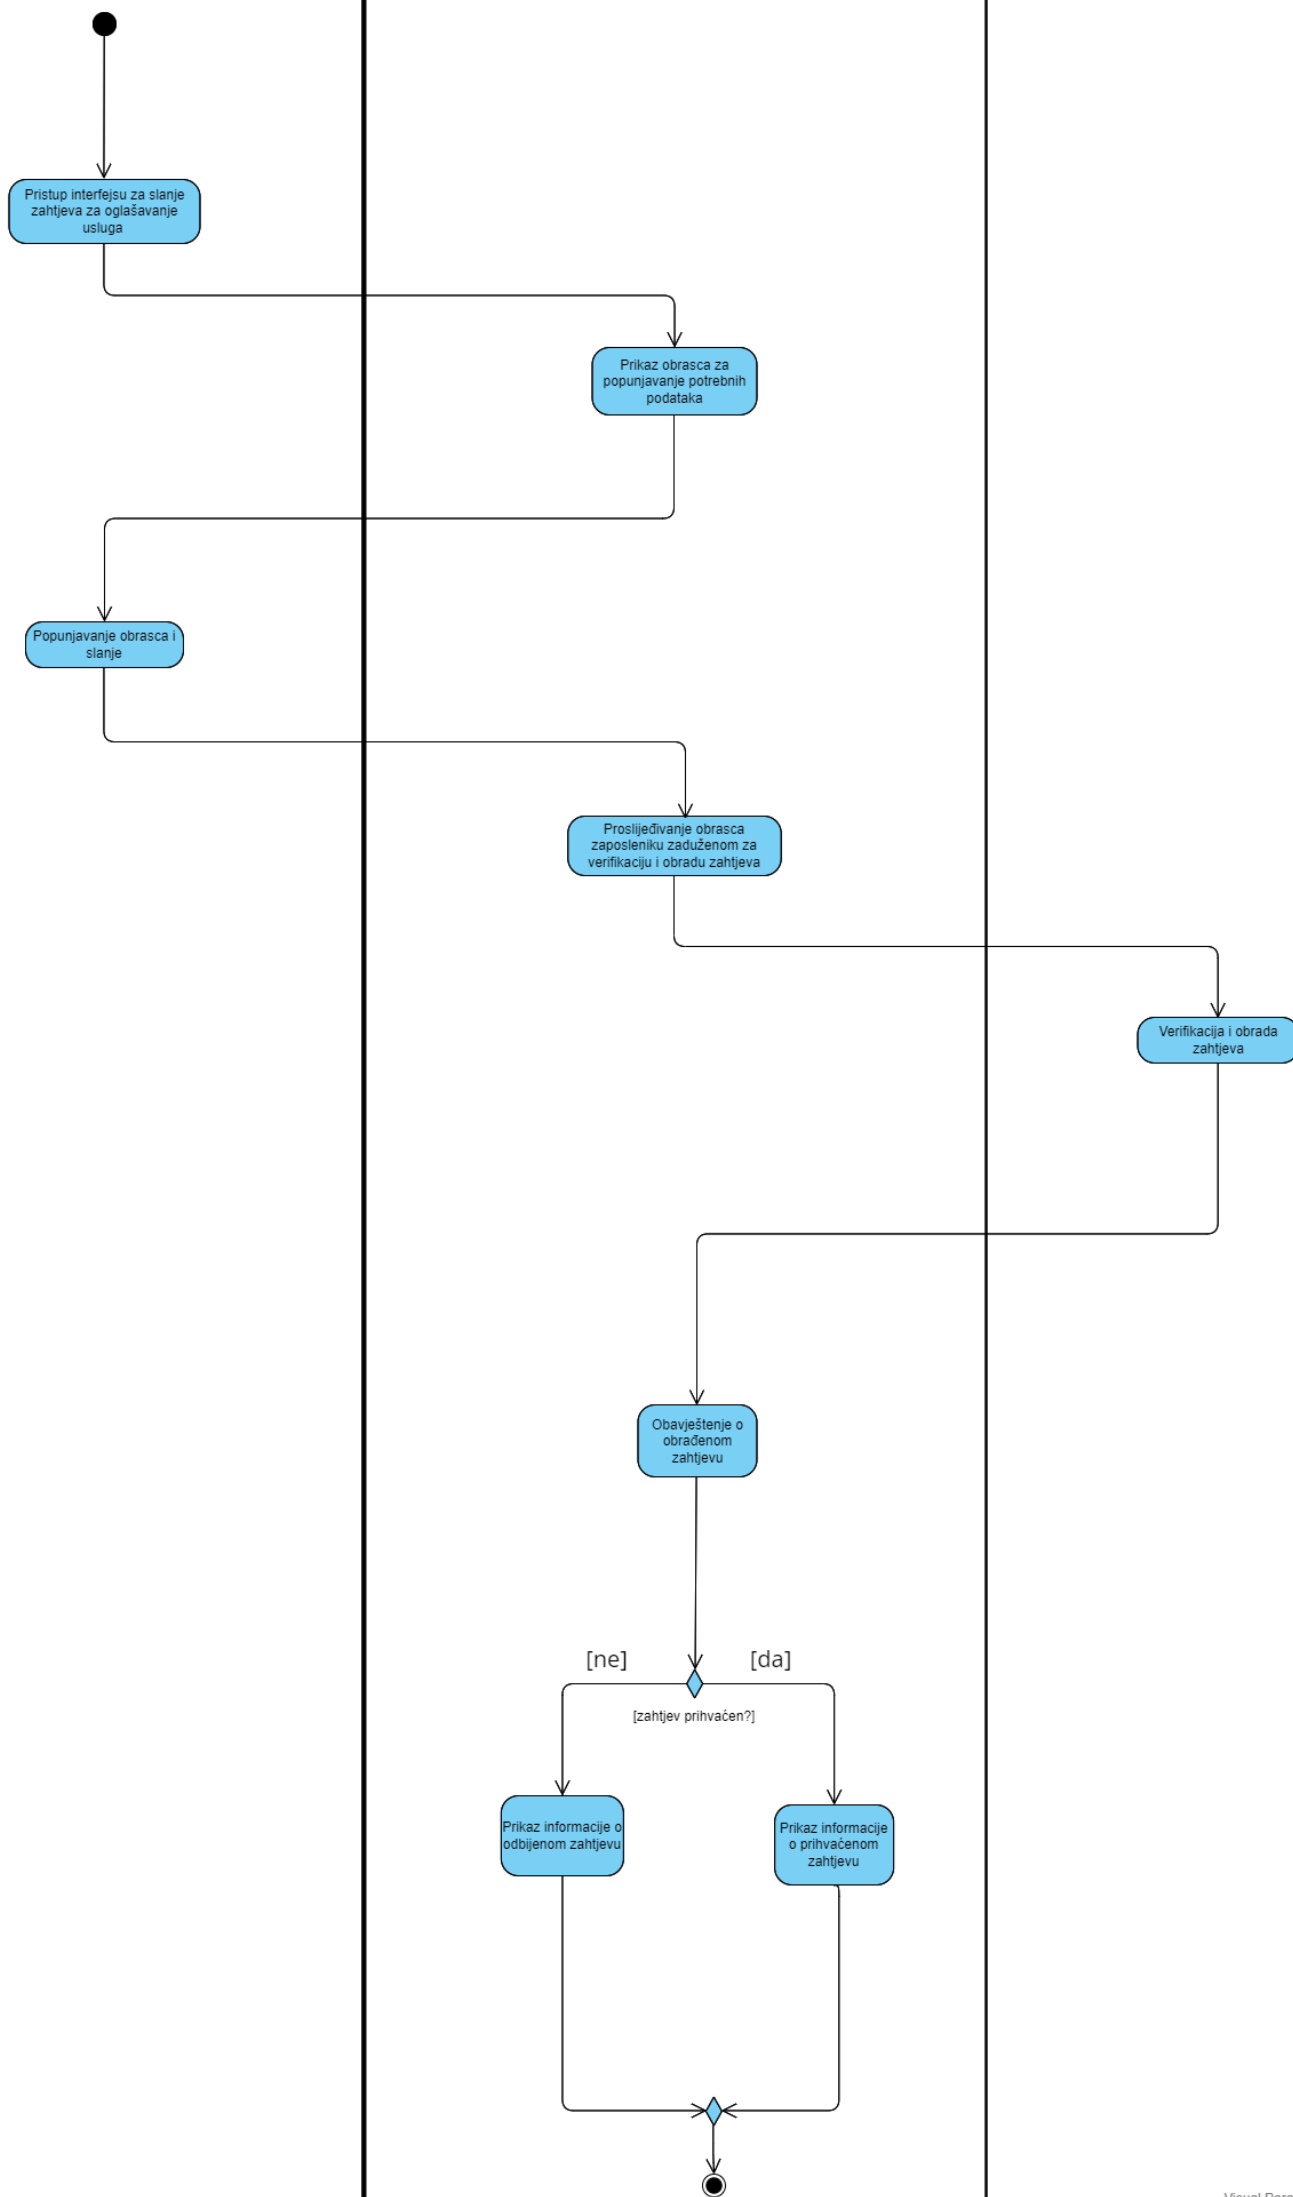 Pristup interfejsu za slanje
zahtjeva za oglašavanje
usluga
Prikaz obrasca za
popunjavanje potrebnih
podataka
Popunjavanje obrasca i
slanje
Proslijeđivanje obrasca
zaposleniku zaduženom za
verifikaciju i obradu zahtjeva
Verifikacija i obrada
zahtjeva
Obavještenje o
obrađenom
zahtjevu
[ne]
[da]
[zahtjev prihvaćen?]
Prikaz informacije o
odbijenom zahtjevu
Prikaz informacije
o prihvaćenom
zahtjevu